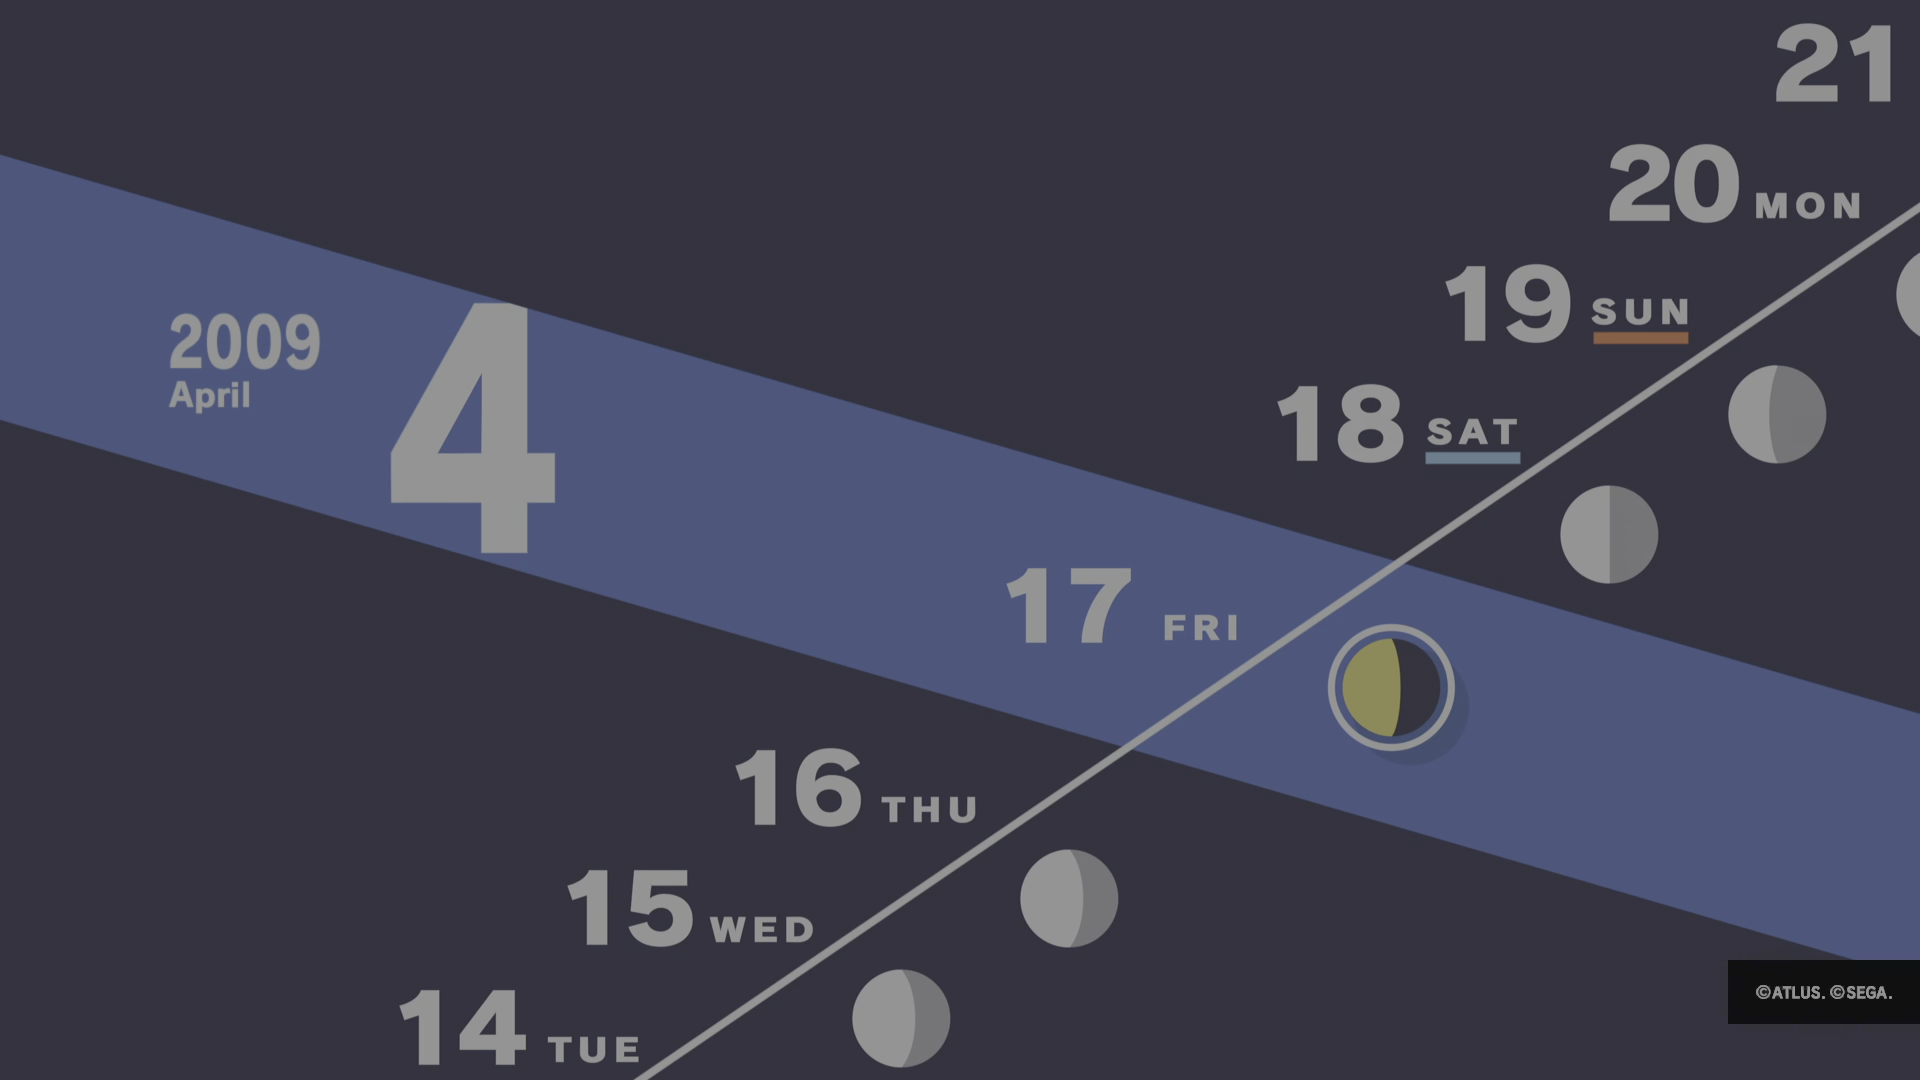 21
20 MON
19 SUN
18 SAT
2009
April
4
17 FRI
16 THU
15 WED
14 TUE
©ATLUS. ©SEGA.